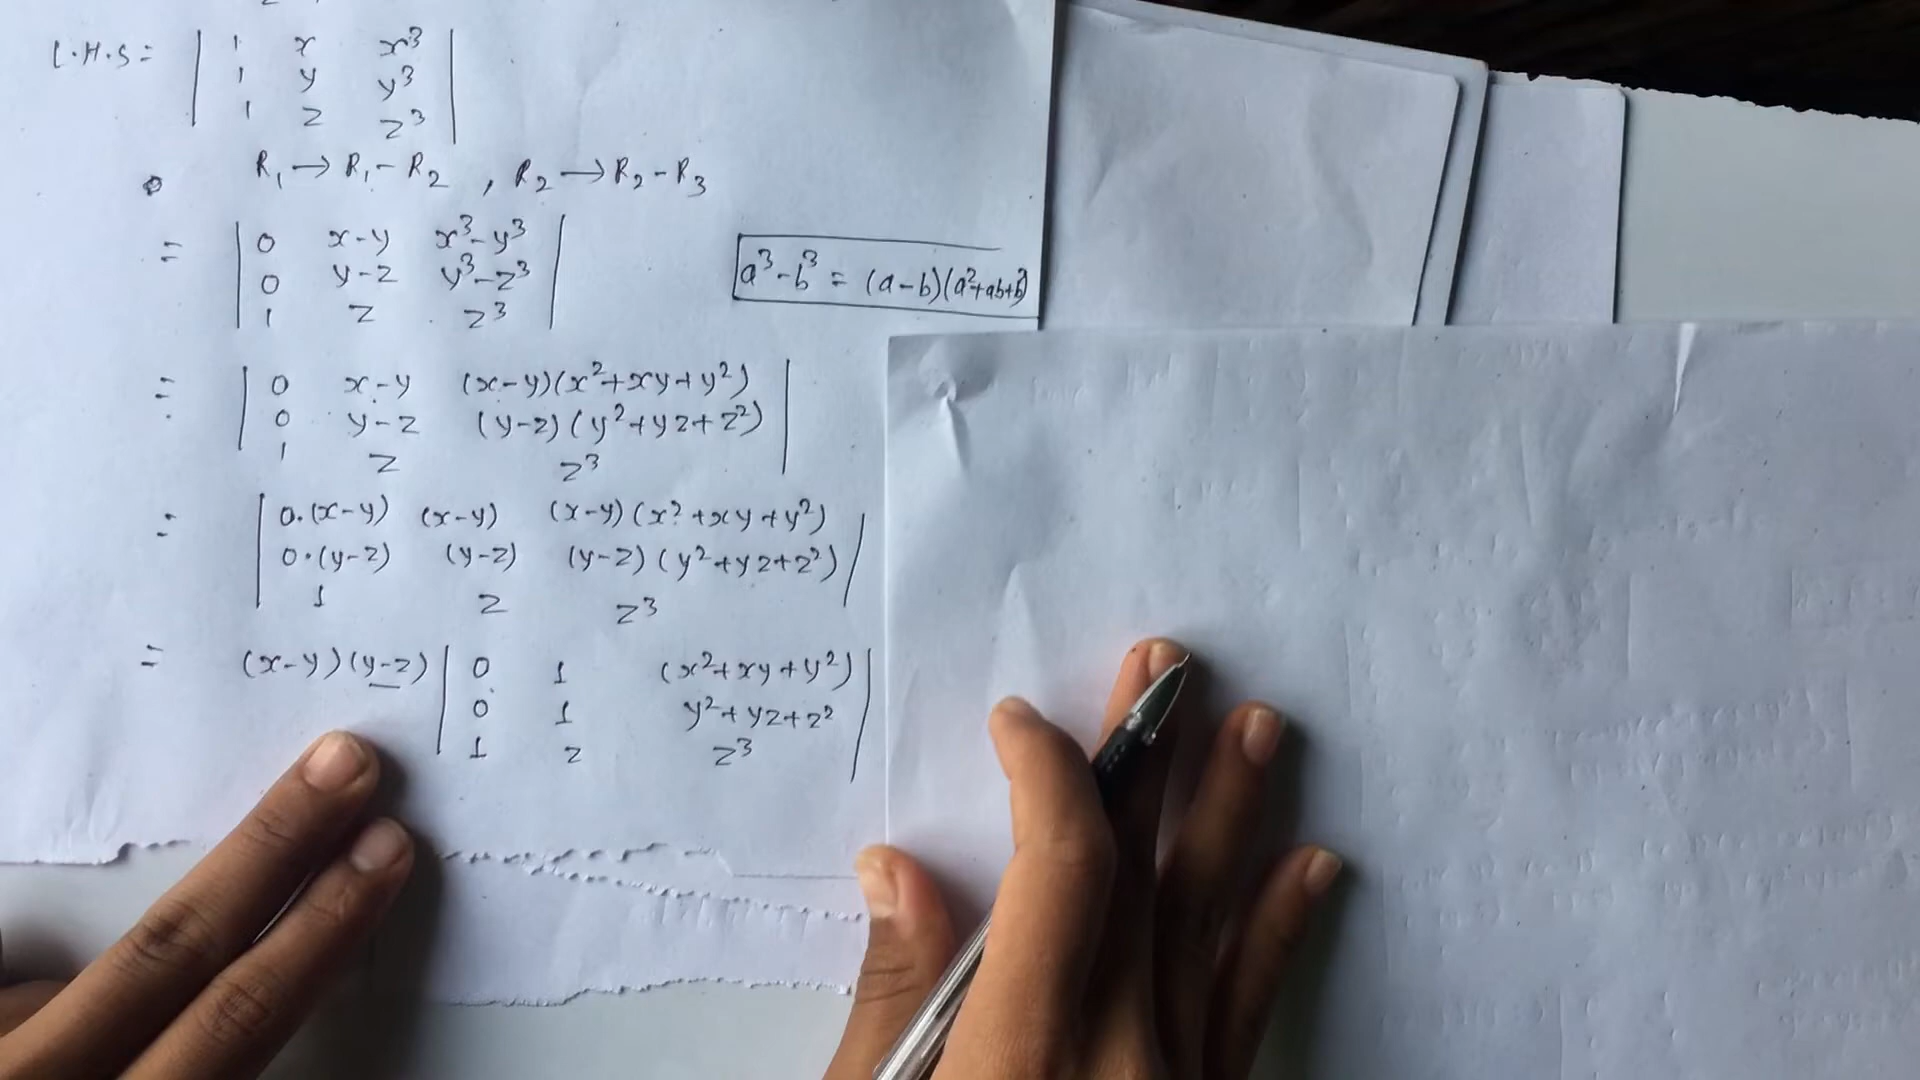 L.H.S = | 1 x x³ |
| 1 y y³ |
| 1 z z³ |
R₁ → R₁ - R₂ , R₂ → R₂ - R₃
= | 0 x-y x³-y³ |
| 0 y-z y³-z³ |
| 1 z z³ |
a³-b³ = (a-b)(a²+ab+b²)
= | 0 x-y (x-y)(x²+xy+y²) |
| 0 y-z (y-z)(y²+yz+z²) |
| 1 z z³ |
= | 0.(x-y) (x-y) (x-y)(x²+xy+y²) |
| 0.(y-z) (y-z) (y-z)(y²+yz+z²) |
| 1 z z³ |
= (x-y)(y-z) | 0 1 (x²+xy+y²) |
| 0 1 y²+yz+z² |
| 1 z z³ |